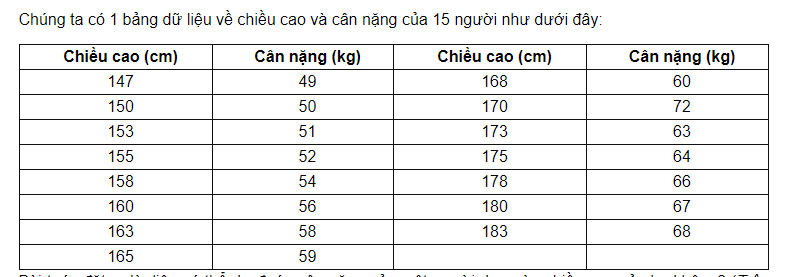 Chúng ta có 1 bảng dữ liệu về chiều cao và cân nặng của 15 người như dưới đây:
Chiều cao (cm) Cân nặng (kg) Chiều cao (cm) Cân nặng (kg)
147 49 168 60
150 50 170 72
153 51 173 63
155 52 175 64
158 54 178 66
160 56 180 67
163 58 183 68
165 59